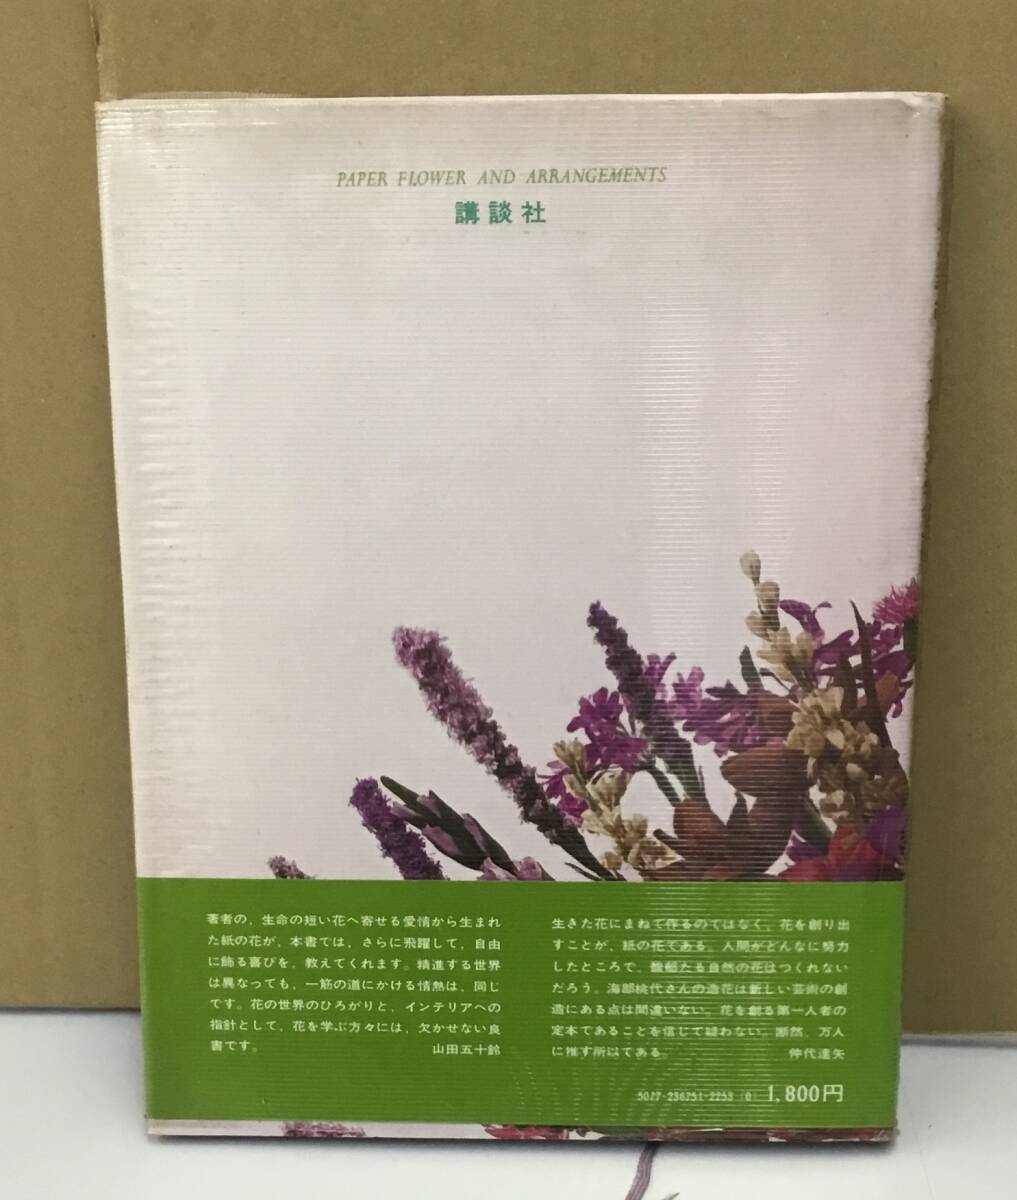 PAPER FLOWER AND ARRANGEMENTS
講談社
著者の，生命の短い花へ寄せる愛情から生まれ
た紙の花が，本書では，さらに飛躍して，自由
に飾る喜びを，教えてくれます。精進する世界
は異なっても，一筋の道にかける情熱は，同じ
です。花の世界のひろがりと，インテリアへの
指針として，花を学ぶ方々には，欠かせない良
書です。 山田五十鈴
生きた花にまねて作るのではなく，花を創り出
すことが，紙の花である。人間がどんなに努力
したところで，馥郁たる自然の花はつくれない
だろう。海部桃代さんの造花は新しい芸術の創
造にある点は間違いない。花を創る第一人者の
定本であることを信じて疑わない。断然，万人
に推す所以である。 仲代達矢
5077-236251-2253 (0) 1,800円